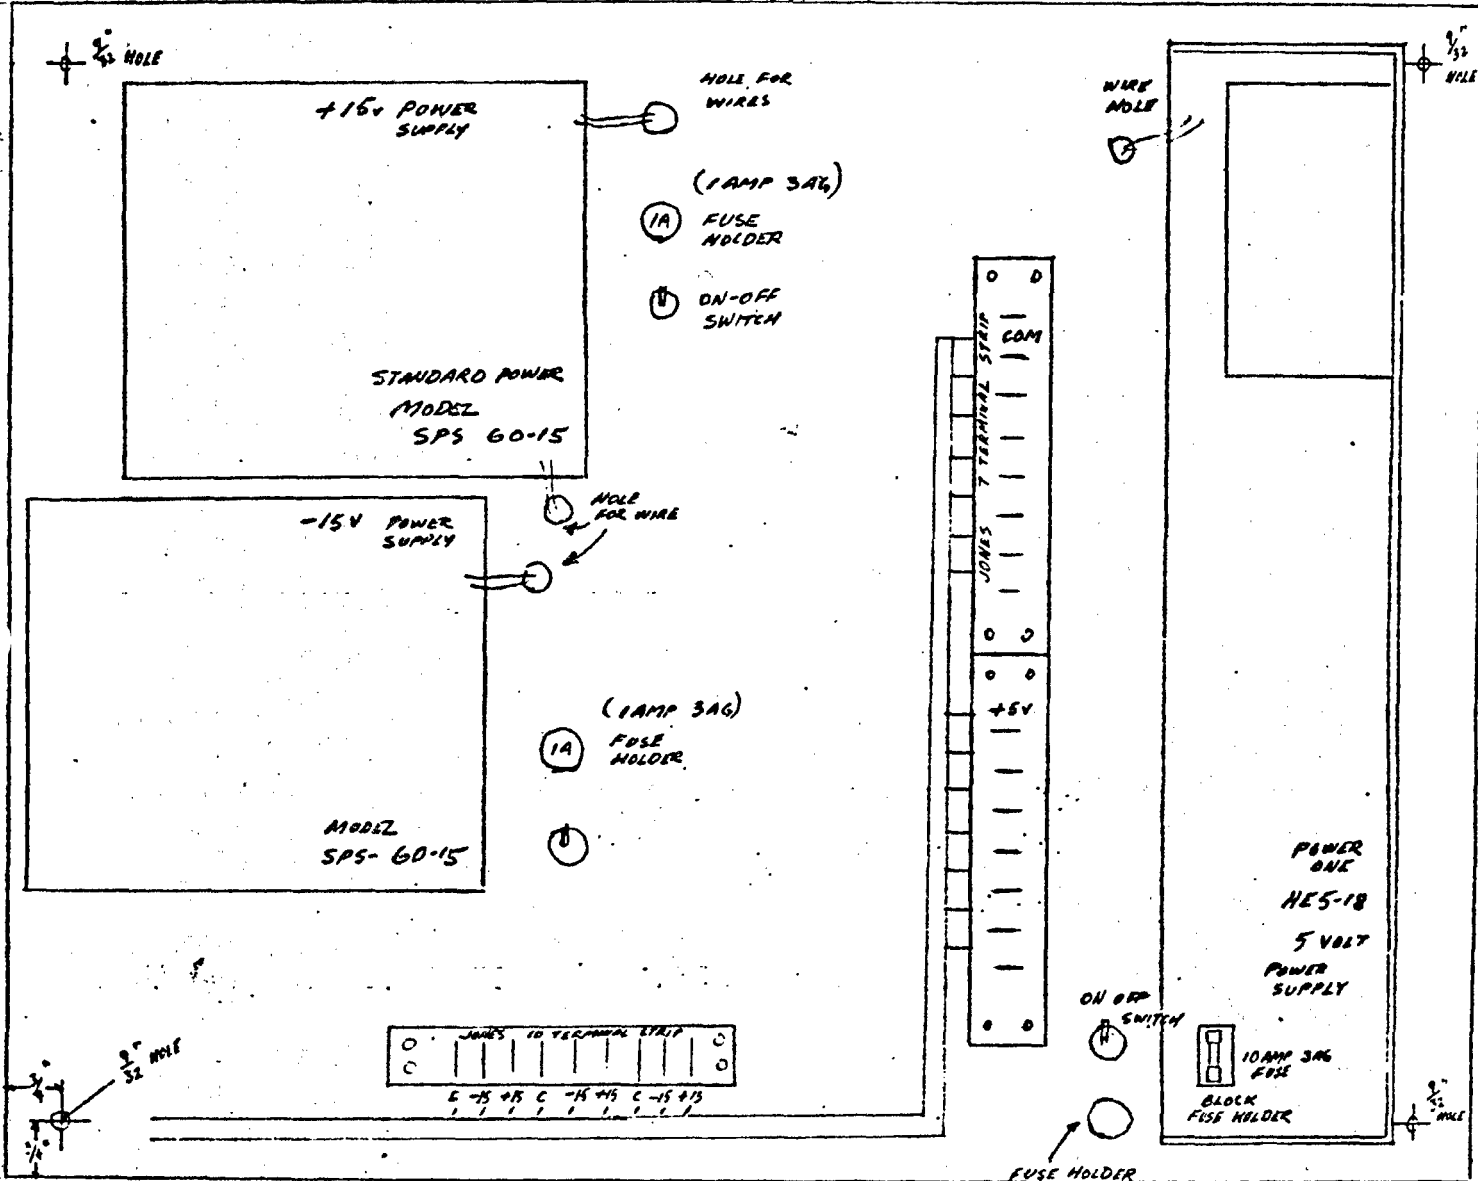 9/32" HOLE
+15v POWER
SUPPLY
HOLE FOR
WIRES
WIRE
HOLE
9/32"
HOLE
(1 AMP 3AG)
1A
FUSE
HOLDER
ON-OFF
SWITCH
STANDARD POWER
MODEL
SPS 60-15
JONES 7 TERMINAL STRIP
COM
HOLE
FOR WIRE
-15V POWER
SUPPLY
(1 AMP 3AG)
1A
FUSE
HOLDER
+5V
MODEL
SPS-60-15
POWER
ONE
HE5-18
5 VOLT
POWER
SUPPLY
ON OFF
SWITCH
10 AMP 3AG
FUSE
BLOCK
FUSE HOLDER
JONES 10 TERMINAL STRIP
C -15 +15 C -15 +15 C -15 +15
9/32" HOLE
3/4"
3/4"
9/32"
HOLE
FUSE HOLDER